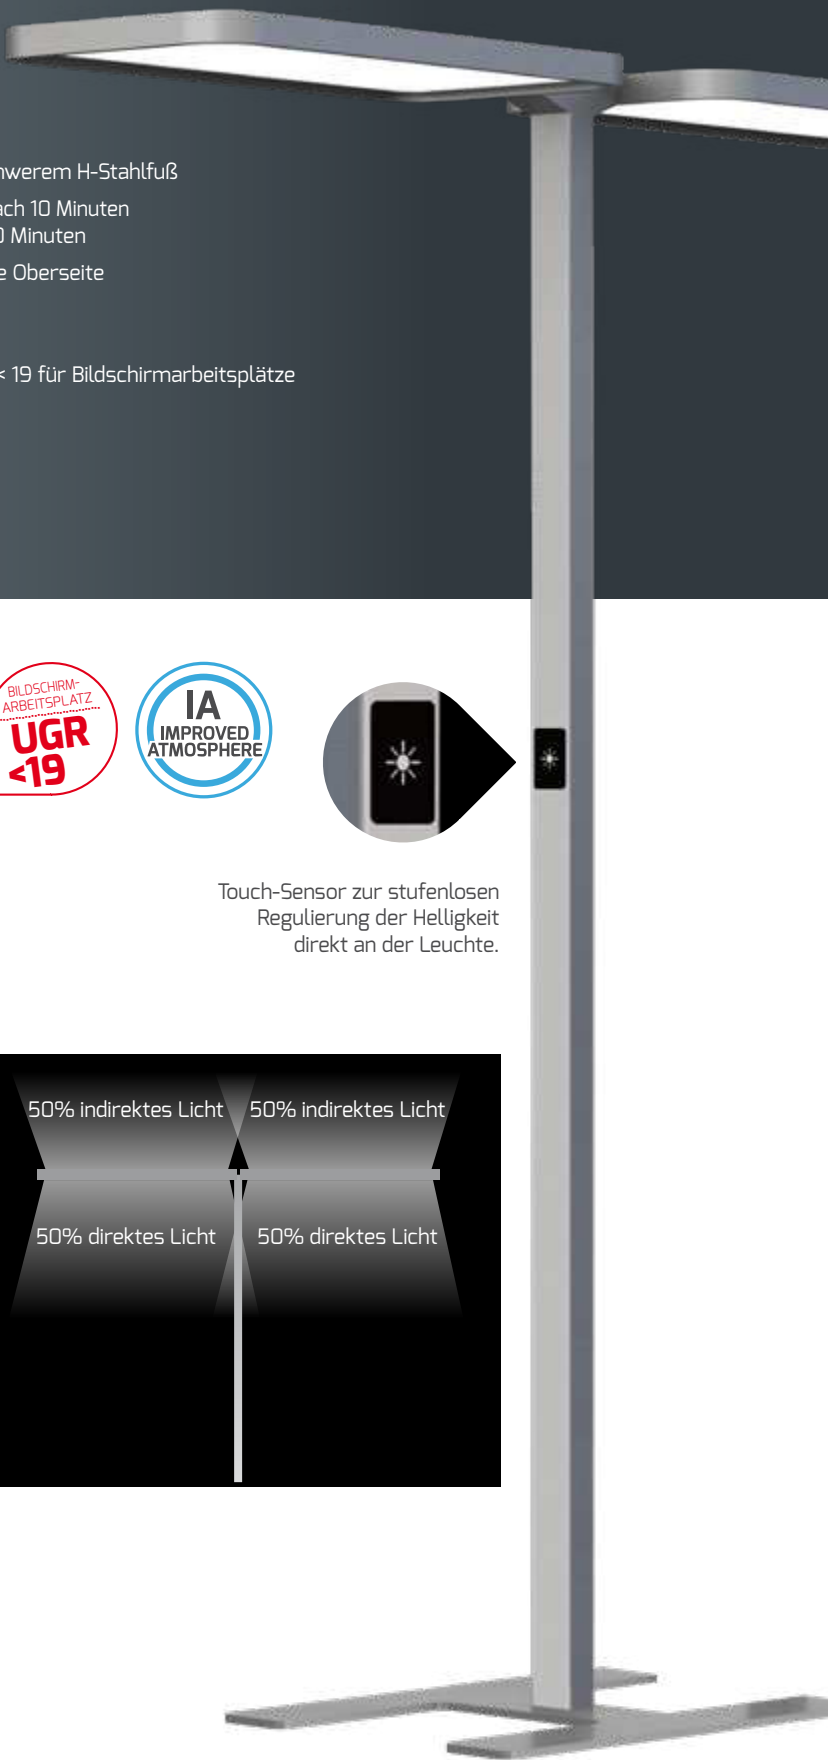 nwerem H-Stahlfuß
ach 10 Minuten
0 Minuten
e Oberseite
< 19 für Bildschirmarbeitsplätze
BILDSCHIRM-
ARBEITSPLATZ
UGR
<19
IA
IMPROVED
ATMOSPHERE
Touch-Sensor zur stufenlosen
Regulierung der Helligkeit
direkt an der Leuchte.
50% indirektes Licht 50% indirektes Licht
50% direktes Licht 50% direktes Licht